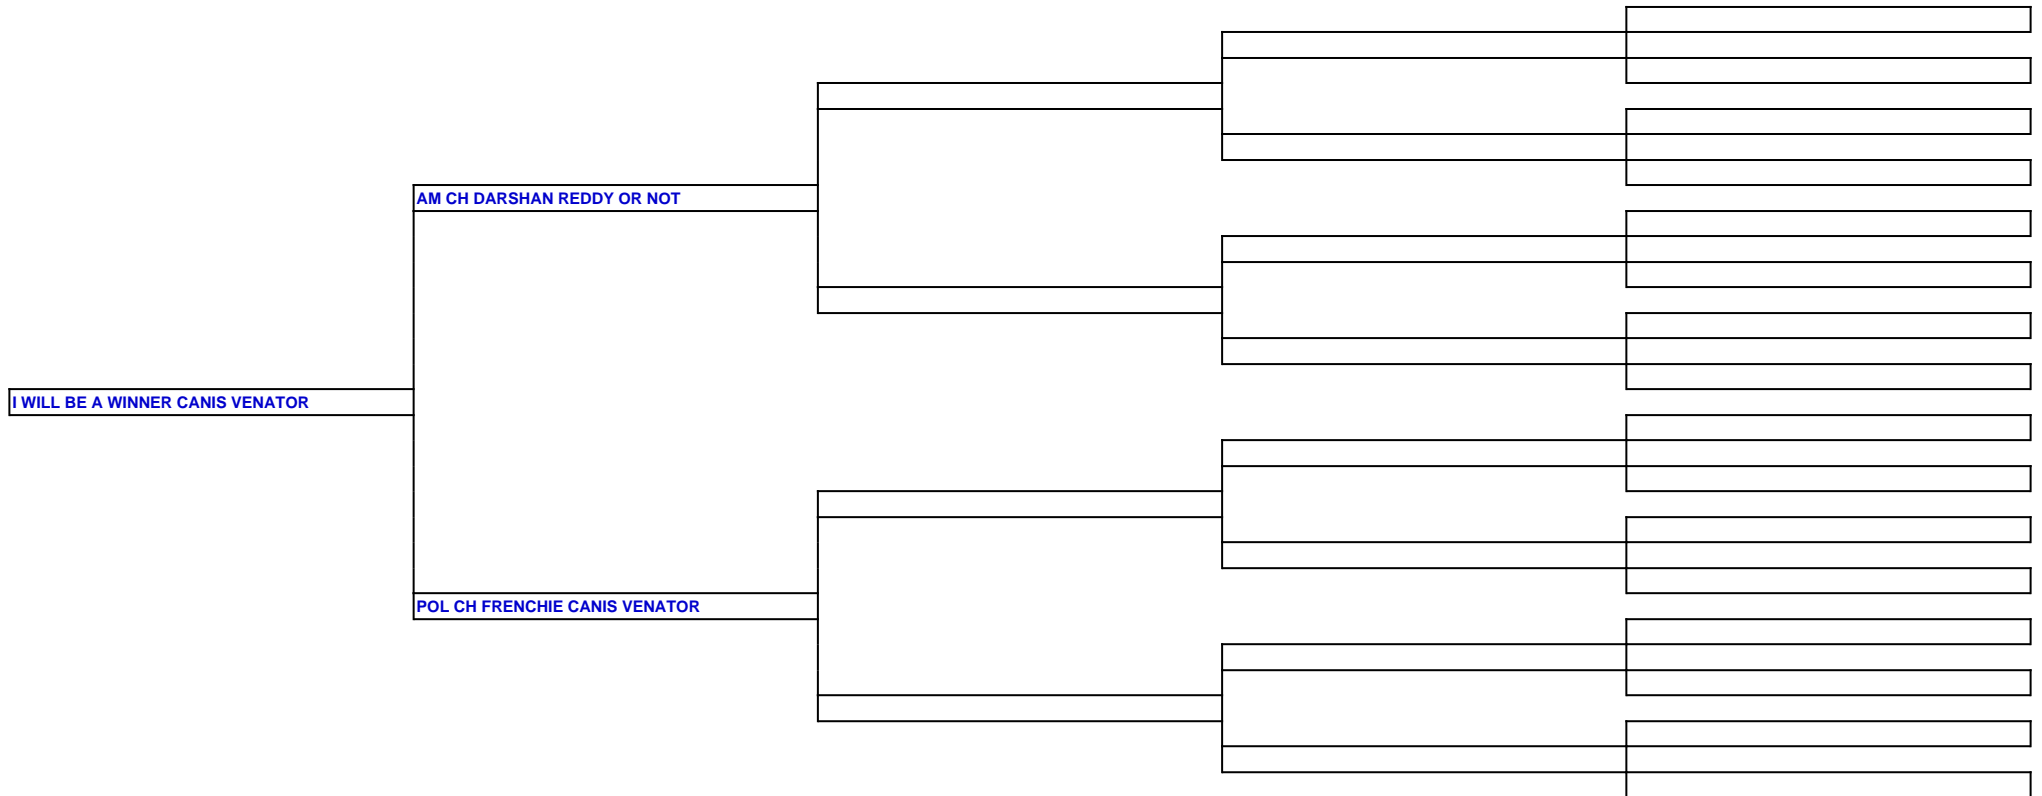 AM CH DARSHAN REDDY OR NOT
I WILL BE A WINNER CANIS VENATOR
POL CH FRENCHIE CANIS VENATOR